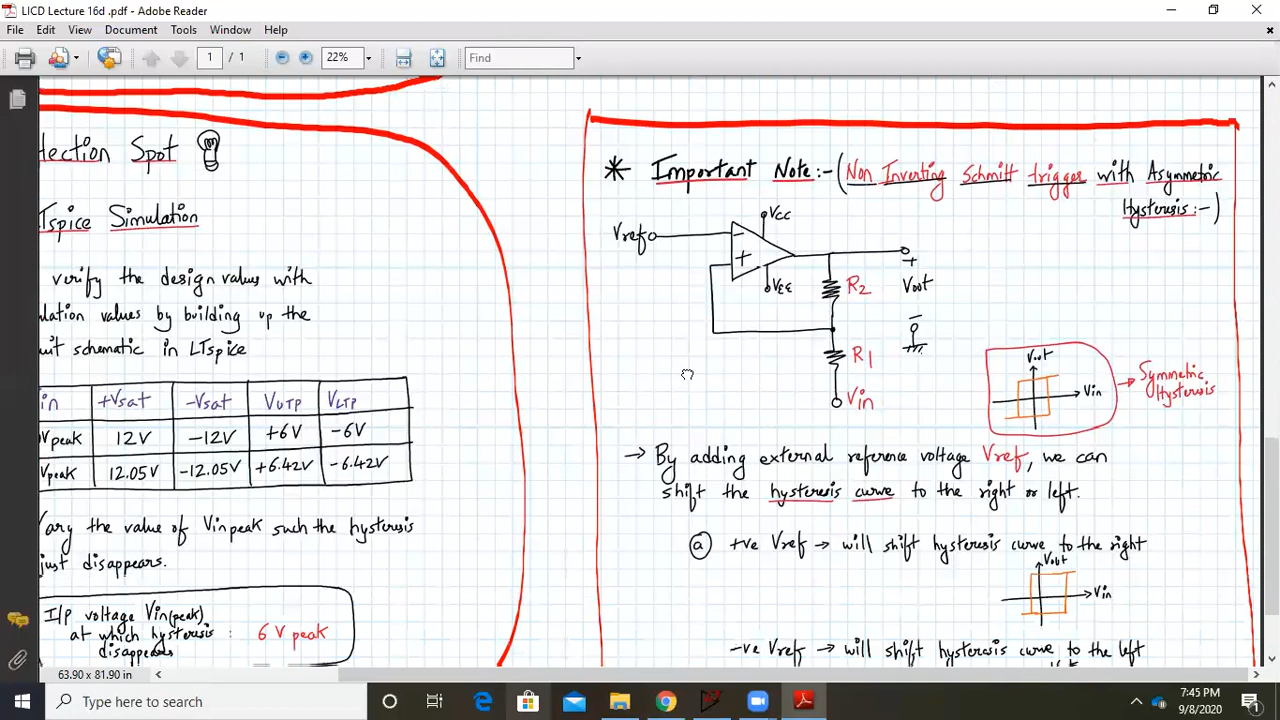 LICD Lecture 16d .pdf - Adobe Reader
File Edit View Document Tools Window Help
1 / 1 22% Find
lection Spot
Tspice Simulation
verify the design values with
lation values by building up the
uit schematic in LTspice
in +Vsat -Vsat VUTP VLTP
Vpeak 12V -12V +6V -6V
Vpeak 12.05V -12.05V +6.42V -6.42V
Vary the value of Vin peak such the hysteresis
just disappears.
I/p voltage Vin(peak)
at which hysteresis : 6 V peak
disappears
* Important Note:- (Non Inverting Schmitt trigger with Asymmetric
Hysteresis:-)
Vref
VCC
- +
VEE
R2
+
Vout
-
R1
Vin
Vout
Vin
Symmetric
Hysteresis
→ By adding external reference voltage Vref, we can
shift the hysteresis curve to the right or left.
(a) +ve Vref → will shift hysteresis curve to the right
Vout
Vin
-ve Vref → will shift hysteresis curve to the left
63.90 x 81.90 in
Type here to search
7:45 PM
9/8/2020